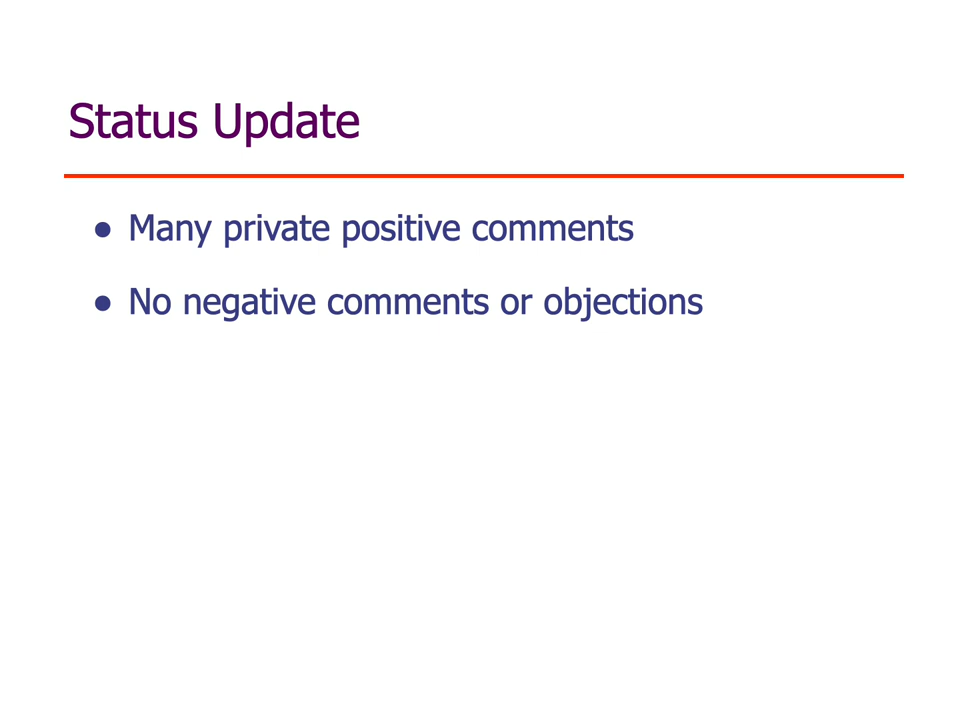 Status Update
● Many private positive comments
● No negative comments or objections